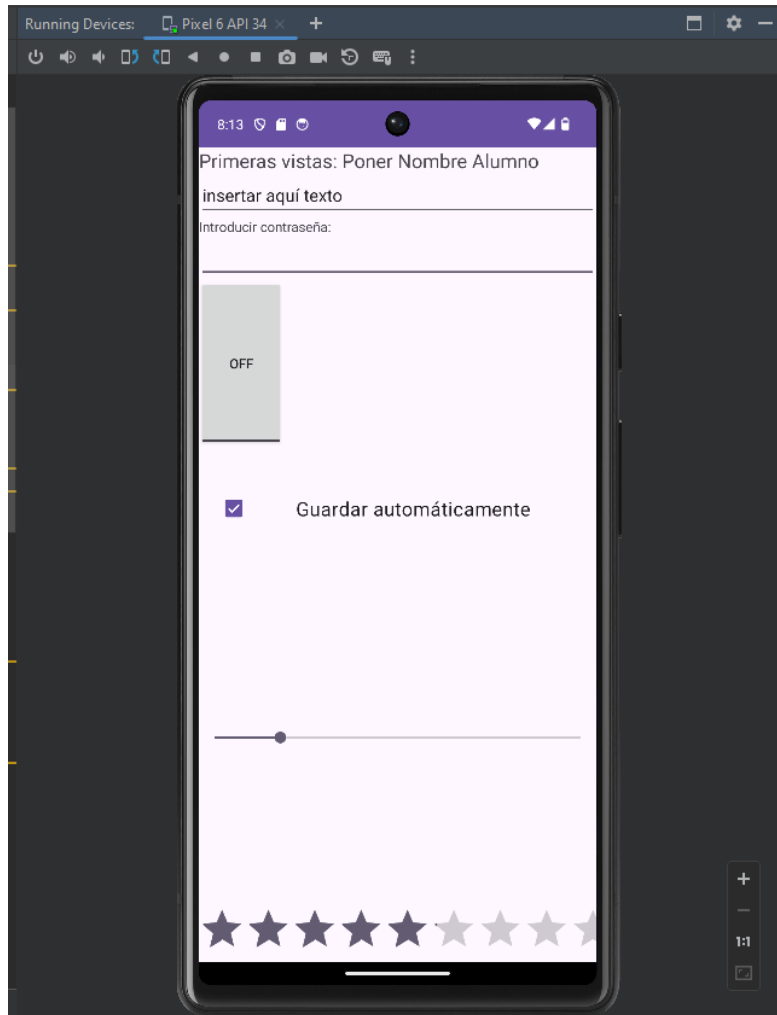 Running Devices: Pixel 6 API 34
8:13
Primeras vistas: Poner Nombre Alumno
insertar aquí texto
Introducir contraseña:
OFF
Guardar automáticamente
1:1